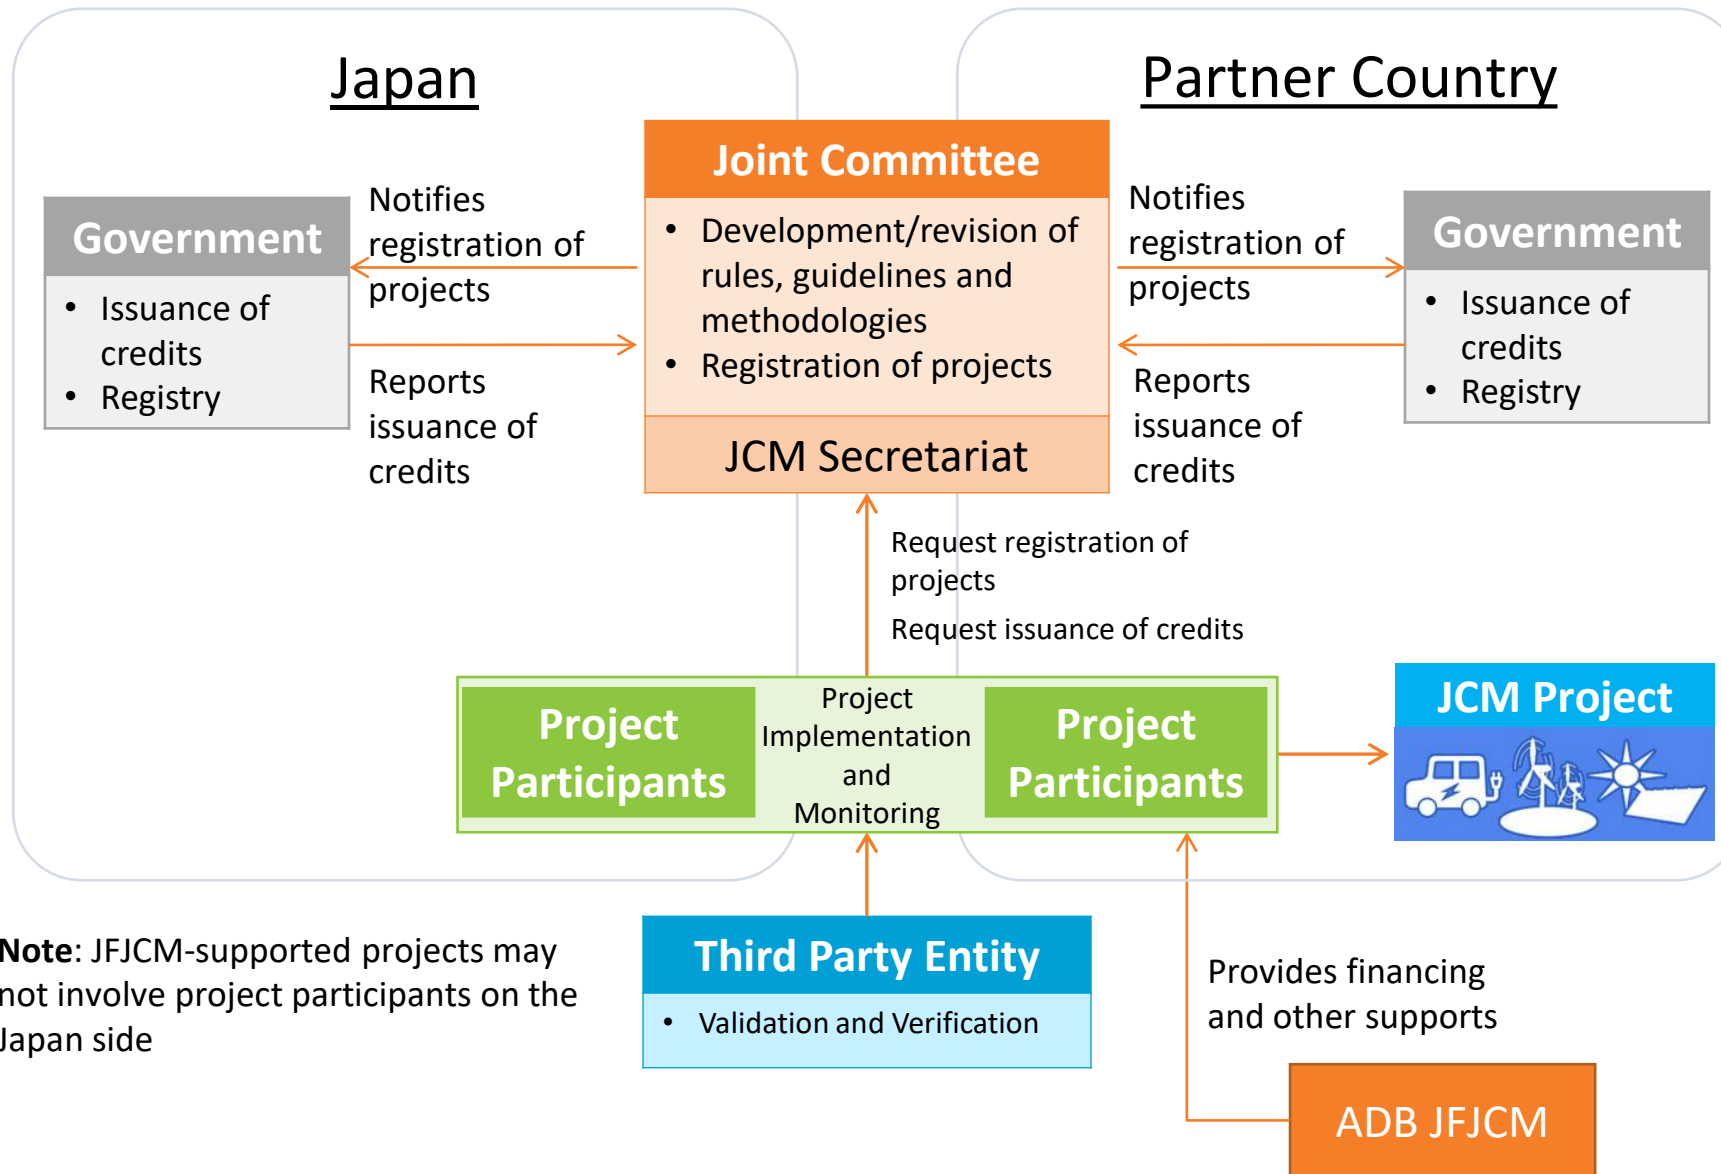 Japan
Partner Country
Joint Committee
• Development/revision of
rules, guidelines and
methodologies
• Registration of projects
JCM Secretariat
Government
• Issuance of
credits
• Registry
Notifies
registration of
projects
Reports
issuance of
credits
Notifies
registration of
projects
Reports
issuance of
credits
Government
• Issuance of
credits
• Registry
Request registration of
projects
Request issuance of credits
Project
Participants
Project
Implementation
and
Monitoring
Project
Participants
JCM Project
Note: JFJCM-supported projects may
not involve project participants on the
Japan side
Third Party Entity
• Validation and Verification
Provides financing
and other supports
ADB JFJCM